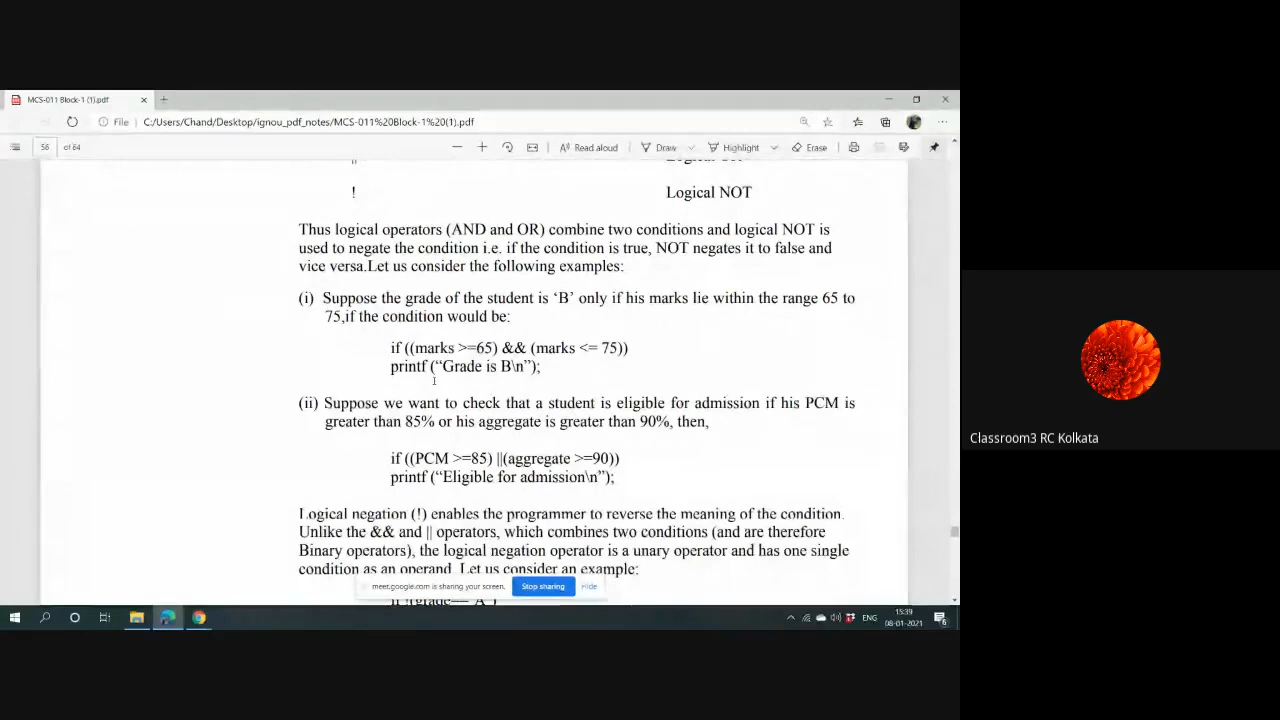 MCS-011 Block-1 (1).pdf
File C:/Users/Chand/Desktop/ignou_pdf_notes/MCS-011%20Block-1%20(1).pdf
56 of 64 Read aloud Draw Highlight Erase
! Logical NOT
Thus logical operators (AND and OR) combine two conditions and logical NOT is
used to negate the condition i.e. if the condition is true, NOT negates it to false and
vice versa.Let us consider the following examples:
(i) Suppose the grade of the student is ‘B’ only if his marks lie within the range 65 to
75,if the condition would be:
if ((marks >=65) && (marks <= 75))
printf (“Grade is B\n”);
(ii) Suppose we want to check that a student is eligible for admission if his PCM is
greater than 85% or his aggregate is greater than 90%, then,
if ((PCM >=85) ||(aggregate >=90))
printf (“Eligible for admission\n”);
Logical negation (!) enables the programmer to reverse the meaning of the condition.
Unlike the && and || operators, which combines two conditions (and are therefore
Binary operators), the logical negation operator is a unary operator and has one single
condition as an operand. Let us consider an example:
meet.google.com is sharing your screen. Stop sharing Hide
ENG
15:39
08-01-2021
Classroom3 RC Kolkata